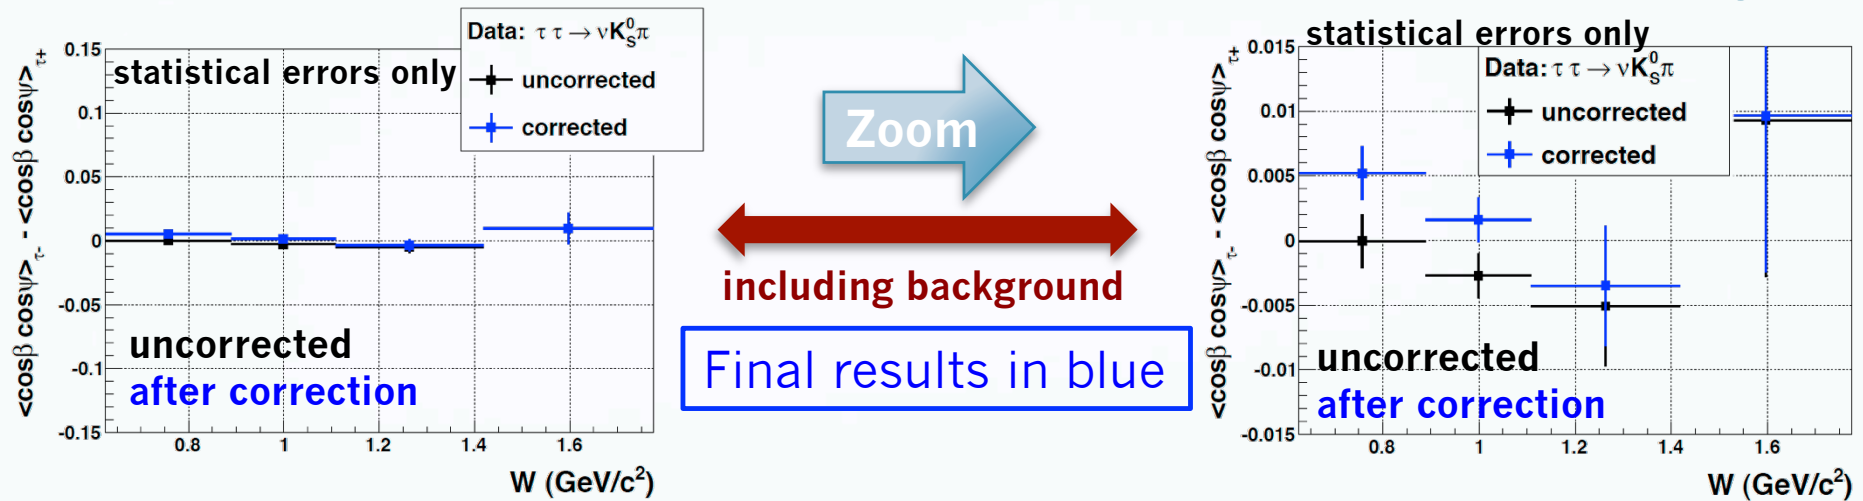 Data: τ τ → νK⁰Sπ
uncorrected
corrected
statistical errors only
0.15
0.1
0.05
0
-0.05
-0.1
-0.15
<cosβ cosψ>τ- - <cosβ cosψ>τ+
uncorrected
after correction
0.8
1
1.2
1.4
1.6
W (GeV/c²)
Zoom
including background
Final results in blue
statistical errors only
Data: τ τ → νK⁰Sπ
uncorrected
corrected
0.015
0.01
0.005
0
-0.005
-0.01
-0.015
<cosβ cosψ>τ- - <cosβ cosψ>τ+
uncorrected
after correction
0.8
1
1.2
1.4
1.6
W (GeV/c²)